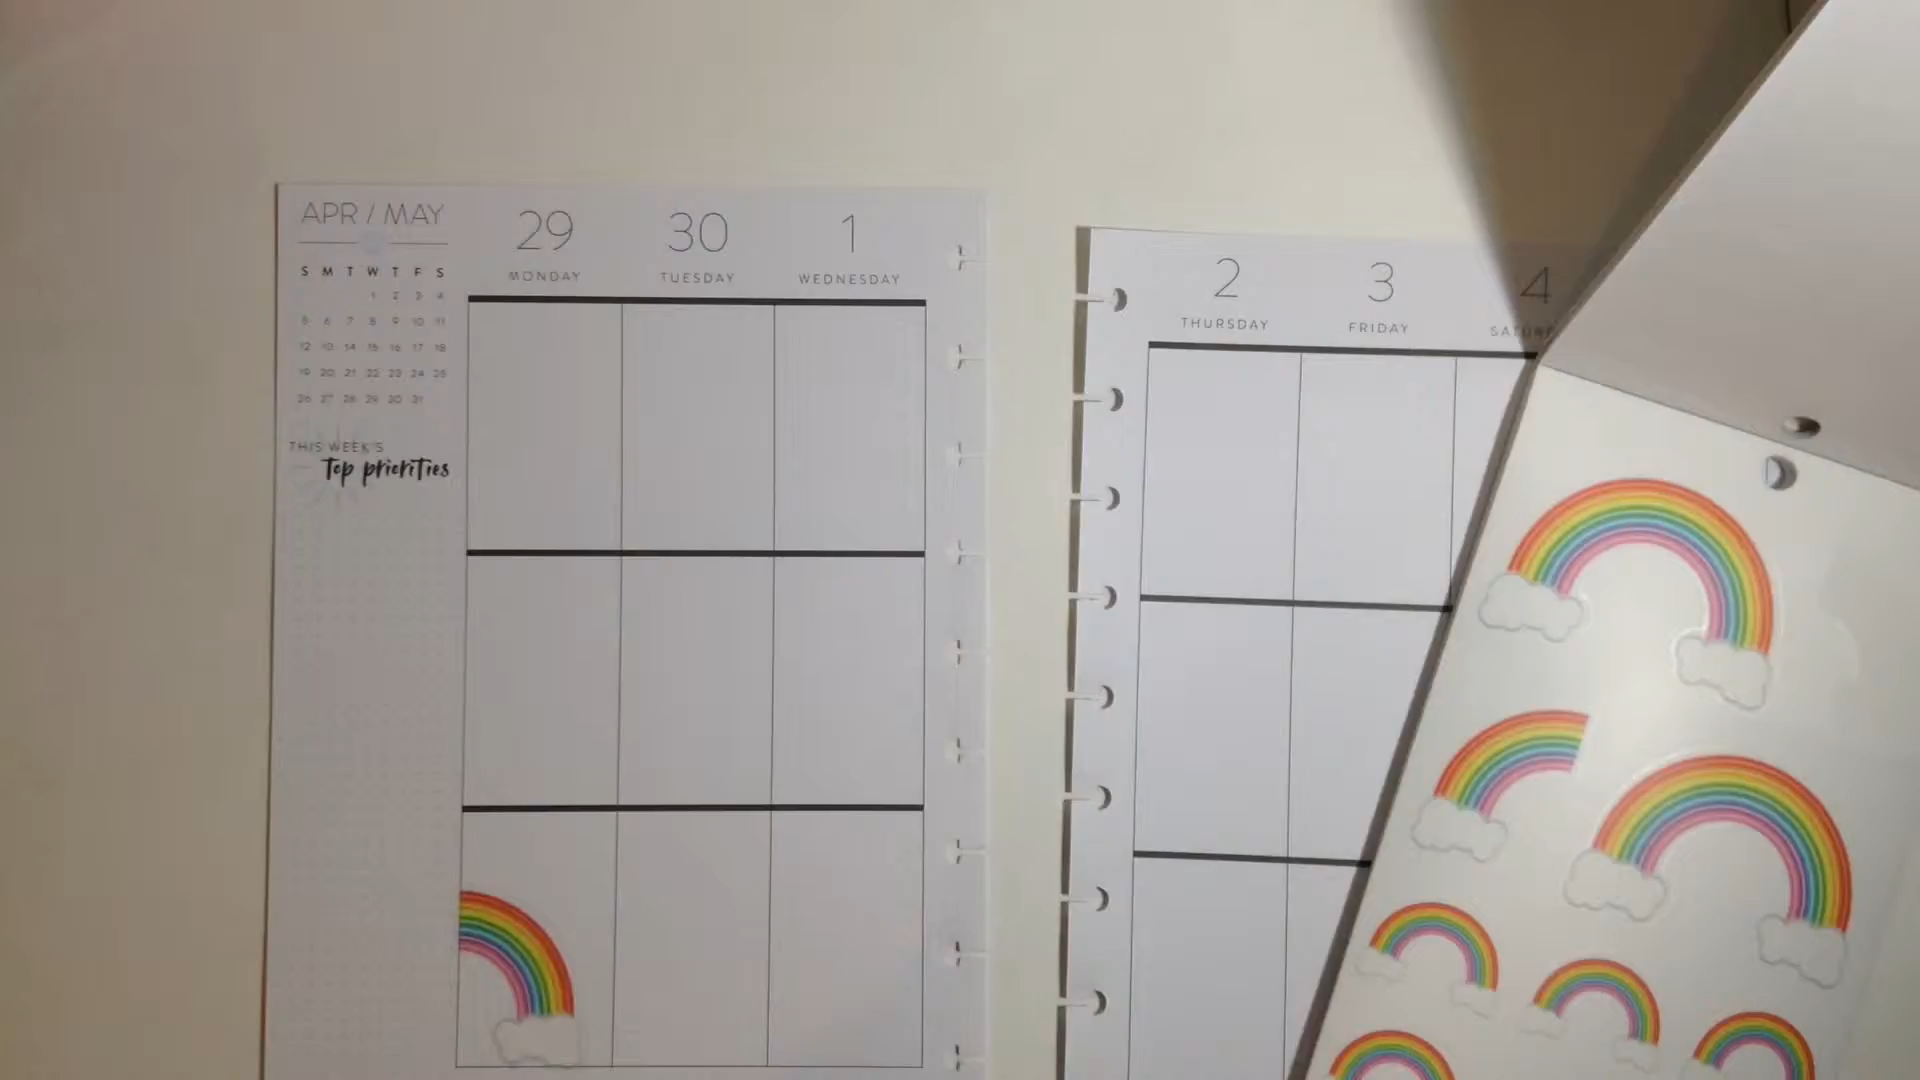 APR / MAY
29 30 1
MONDAY TUESDAY WEDNESDAY
S M T W T F S
1 2 3 4
5 6 7 8 9 10 11
12 13 14 15 16 17 18
19 20 21 22 23 24 25
26 27 28 29 30 31
THIS WEEK'S
top priorities
2 3 4
THURSDAY FRIDAY SATUR